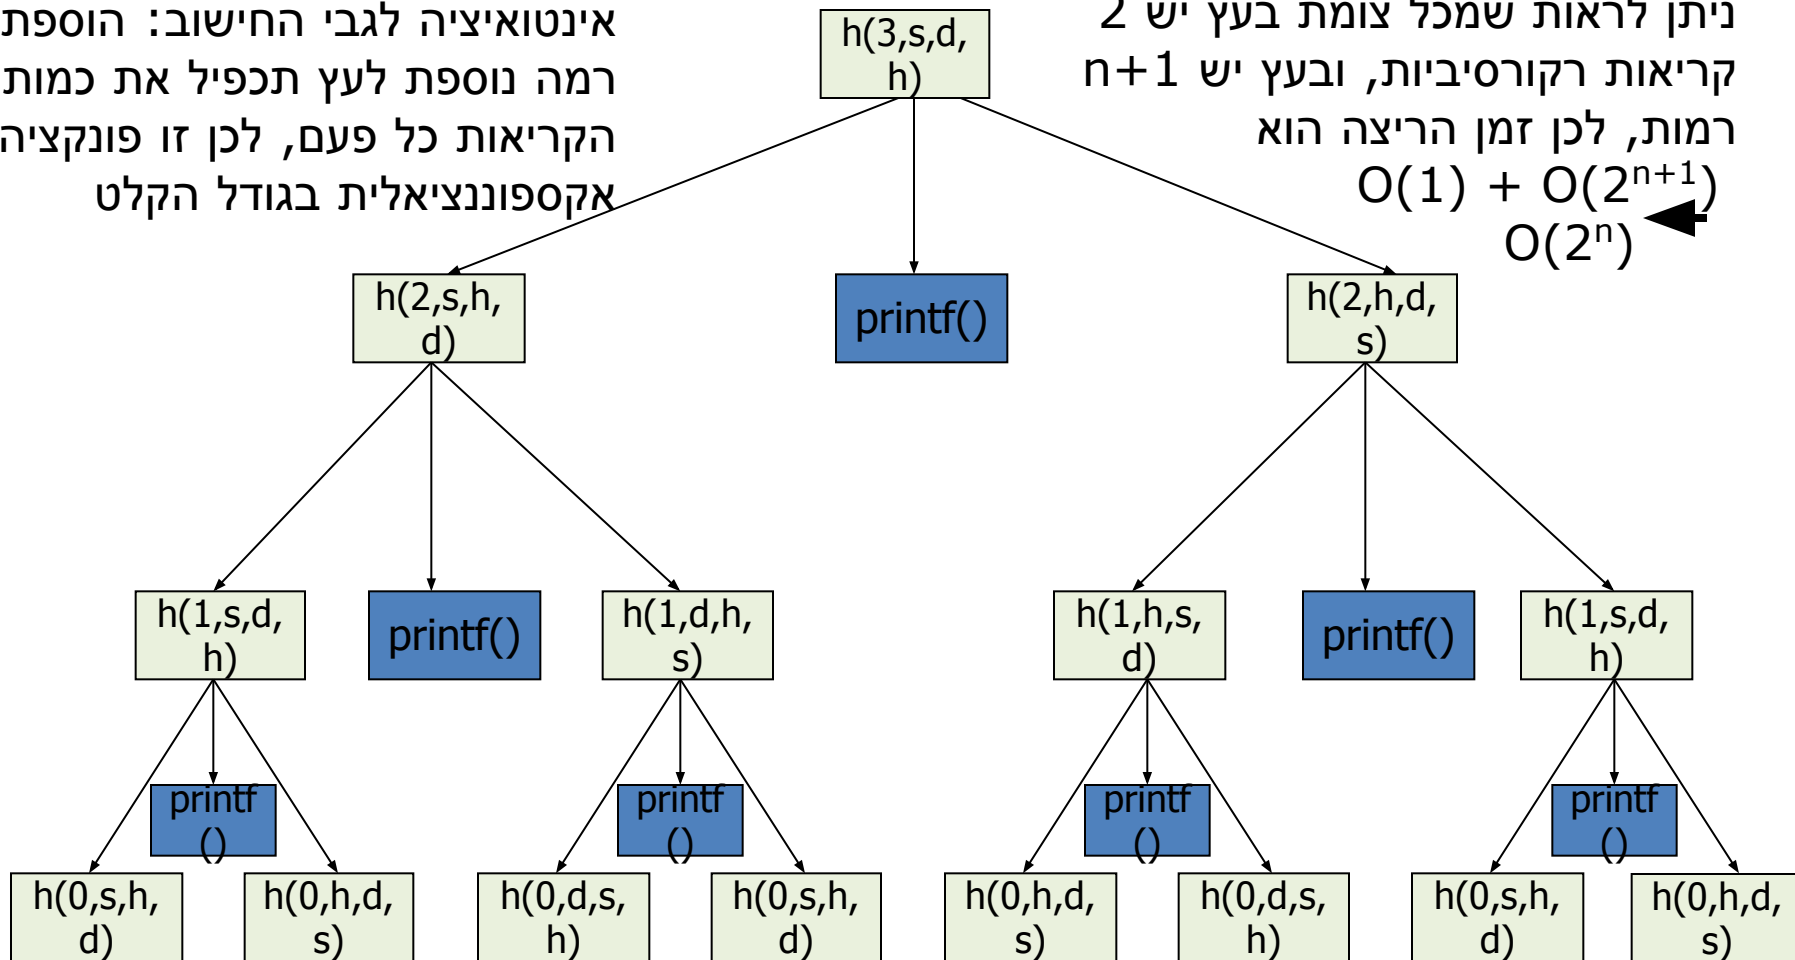 אינטואיציה לגבי החישוב: הוספת
רמה נוספת לעץ תכפיל את כמות
הקריאות כל פעם, לכן זו פונקציה
אקספוננציאלית בגודל הקלט
ניתן לראות שמכל צומת בעץ יש 2
קריאות רקורסיביות, ובעץ יש n+1
רמות, לכן זמן הריצה הוא
O(1) + O(2ⁿ⁺¹)
O(2ⁿ)
h(3,s,d,
h)
h(2,s,h,
d)
printf()
h(2,h,d,
s)
h(1,s,d,
h)
printf()
h(1,d,h,
s)
h(1,h,s,
d)
printf()
h(1,s,d,
h)
printf
()
printf
()
printf
()
printf
()
h(0,s,h,
d)
h(0,h,d,
s)
h(0,d,s,
h)
h(0,s,h,
d)
h(0,h,d,
s)
h(0,d,s,
h)
h(0,s,h,
d)
h(0,h,d,
s)